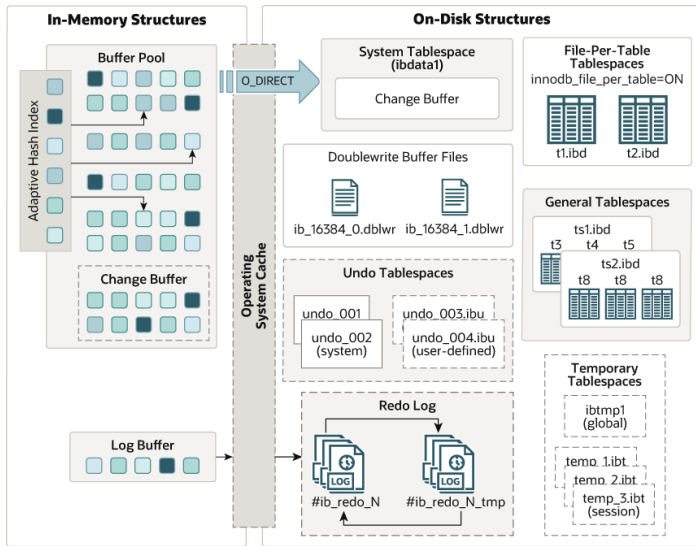 In-Memory Structures
Buffer Pool
Adaptive Hash Index
Change Buffer
Log Buffer
Operating
System Cache
O_DIRECT
On-Disk Structures
System Tablespace
(ibdata1)
Change Buffer
File-Per-Table
Tablespaces
innodb_file_per_table=ON
t1.ibd
t2.ibd
Doublewrite Buffer Files
ib_16384_0.dblwr
ib_16384_1.dblwr
General Tablespaces
ts1.ibd
t3 t4 t5
ts2.ibd
t8 t8 t8
Undo Tablespaces
undo_001
undo_002
(system)
undo_003.ibu
undo_004.ibu
(user-defined)
Temporary
Tablespaces
ibtmp1
(global)
temp_1.ibt
temp_2.ibt
temp_3.ibt
(session)
Redo Log
LOG
LOG
#ib_redo_N
#ib_redo_N_tmp